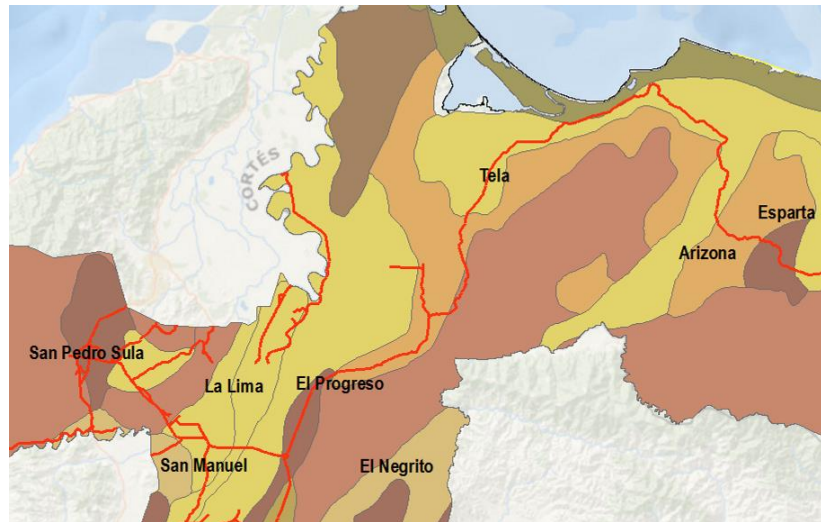 CORTÉS
Tela
Esparta
Arizona
San Pedro Sula
La Lima
El Progreso
San Manuel
El Negrito